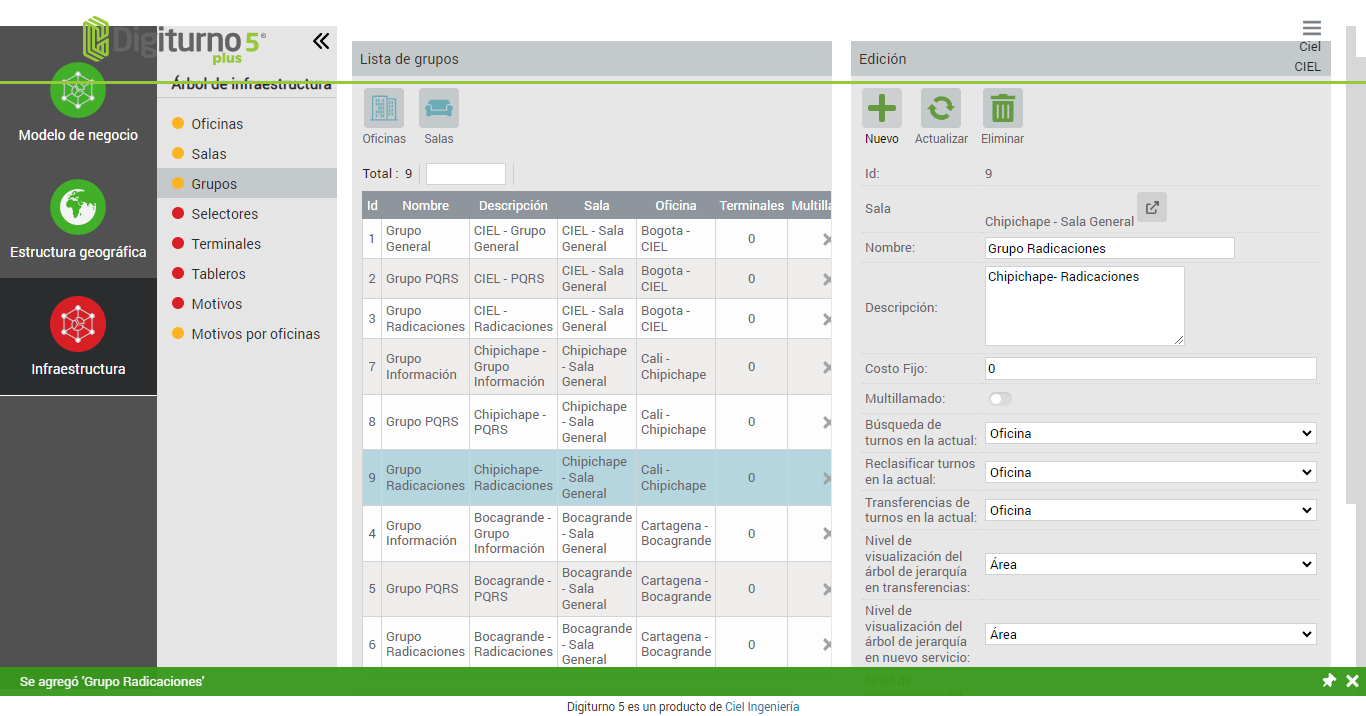 Digiturno 5®
plus
Ciel
CIEL
Modelo de negocio
Estructura geográfica
Infraestructura
Árbol de infraestructura
Oficinas
Salas
Grupos
Selectores
Terminales
Tableros
Motivos
Motivos por oficinas
Lista de grupos
Oficinas Salas
Total : 9
Id Nombre Descripción Sala Oficina Terminales Multilla
1 Grupo General CIEL - Grupo General CIEL - Sala General Bogota - CIEL 0
2 Grupo PQRS CIEL - PQRS CIEL - Sala General Bogota - CIEL 0
3 Grupo Radicaciones CIEL - Radicaciones CIEL - Sala General Bogota - CIEL 0
7 Grupo Información Chipichape - Grupo Información Chipichape - Sala General Cali - Chipichape 0
8 Grupo PQRS Chipichape - PQRS Chipichape - Sala General Cali - Chipichape 0
9 Grupo Radicaciones Chipichape- Radicaciones Chipichape - Sala General Cali - Chipichape 0
4 Grupo Información Bocagrande - Grupo Información Bocagrande - Sala General Cartagena - Bocagrande 0
5 Grupo PQRS Bocagrande - PQRS Bocagrande - Sala General Cartagena - Bocagrande 0
6 Grupo Radicaciones Bocagrande - Radicaciones Bocagrande - Sala General Cartagena - Bocagrande 0
Edición
Nuevo Actualizar Eliminar
Id: 9
Sala Chipichape - Sala General
Nombre: Grupo Radicaciones
Descripción: Chipichape- Radicaciones
Costo Fijo: 0
Multillamado:
Búsqueda de turnos en la actual: Oficina
Reclasificar turnos en la actual: Oficina
Transferencias de turnos en la actual: Oficina
Nivel de visualización del árbol de jerarquía en transferencias: Área
Nivel de visualización del árbol de jerarquía en nuevo servicio: Área
Nivel de
Se agregó 'Grupo Radicaciones'
Digiturno 5 es un producto de Ciel Ingeniería